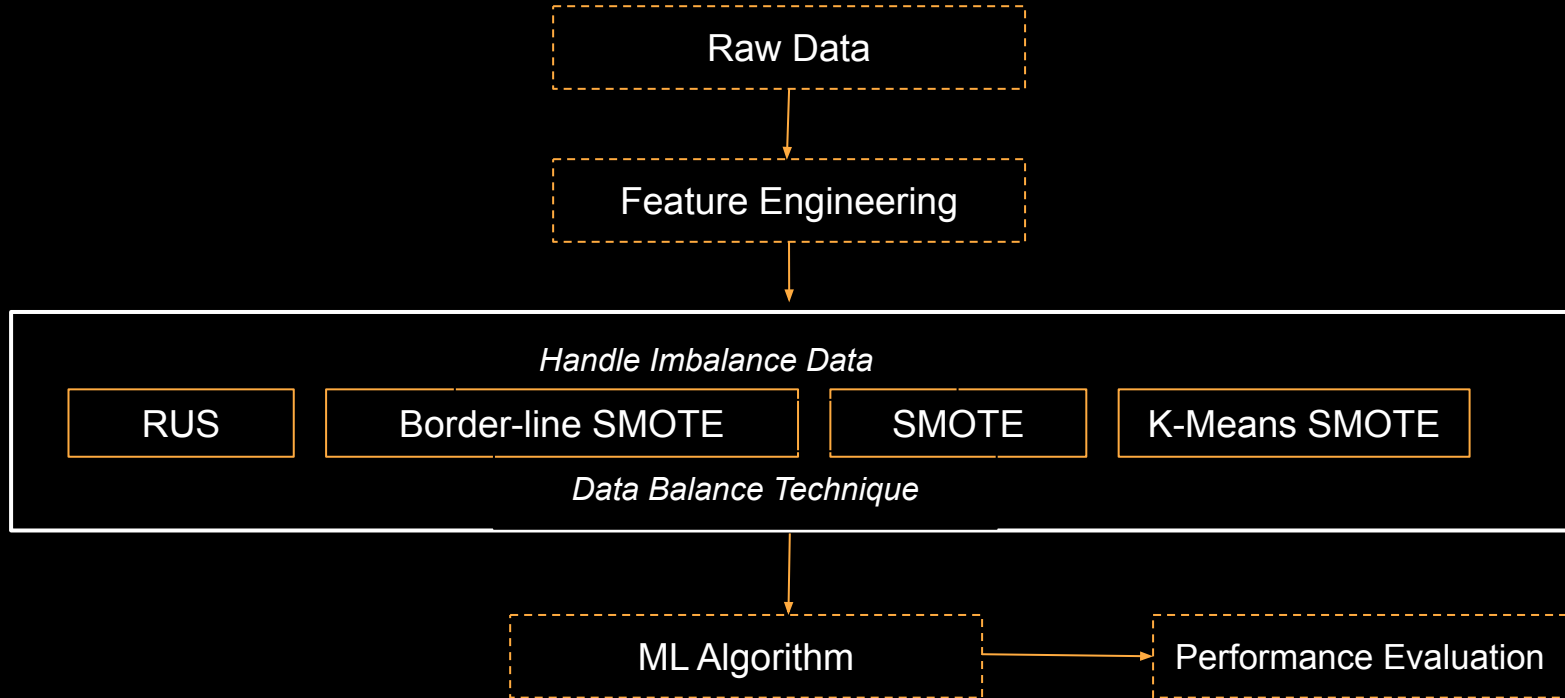 Raw Data
Feature Engineering
Handle Imbalance Data
RUS
Border-line SMOTE
SMOTE
K-Means SMOTE
Data Balance Technique
ML Algorithm
Performance Evaluation